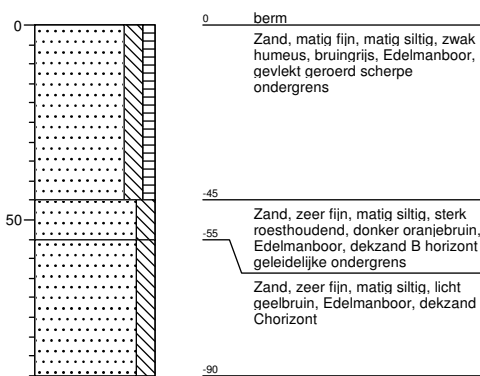 0
50
0
berm
Zand, matig fijn, matig siltig, zwak
humeus, bruingrijs, Edelmanboor,
gevlekt geroerd scherpe
ondergrens
-45
Zand, zeer fijn, matig siltig, sterk
roesthoudend, donker oranjebruin,
Edelmanboor, dekzand B horizont
geleidelijke ondergrens
-55
Zand, zeer fijn, matig siltig, licht
geelbruin, Edelmanboor, dekzand
Chorizont
-90